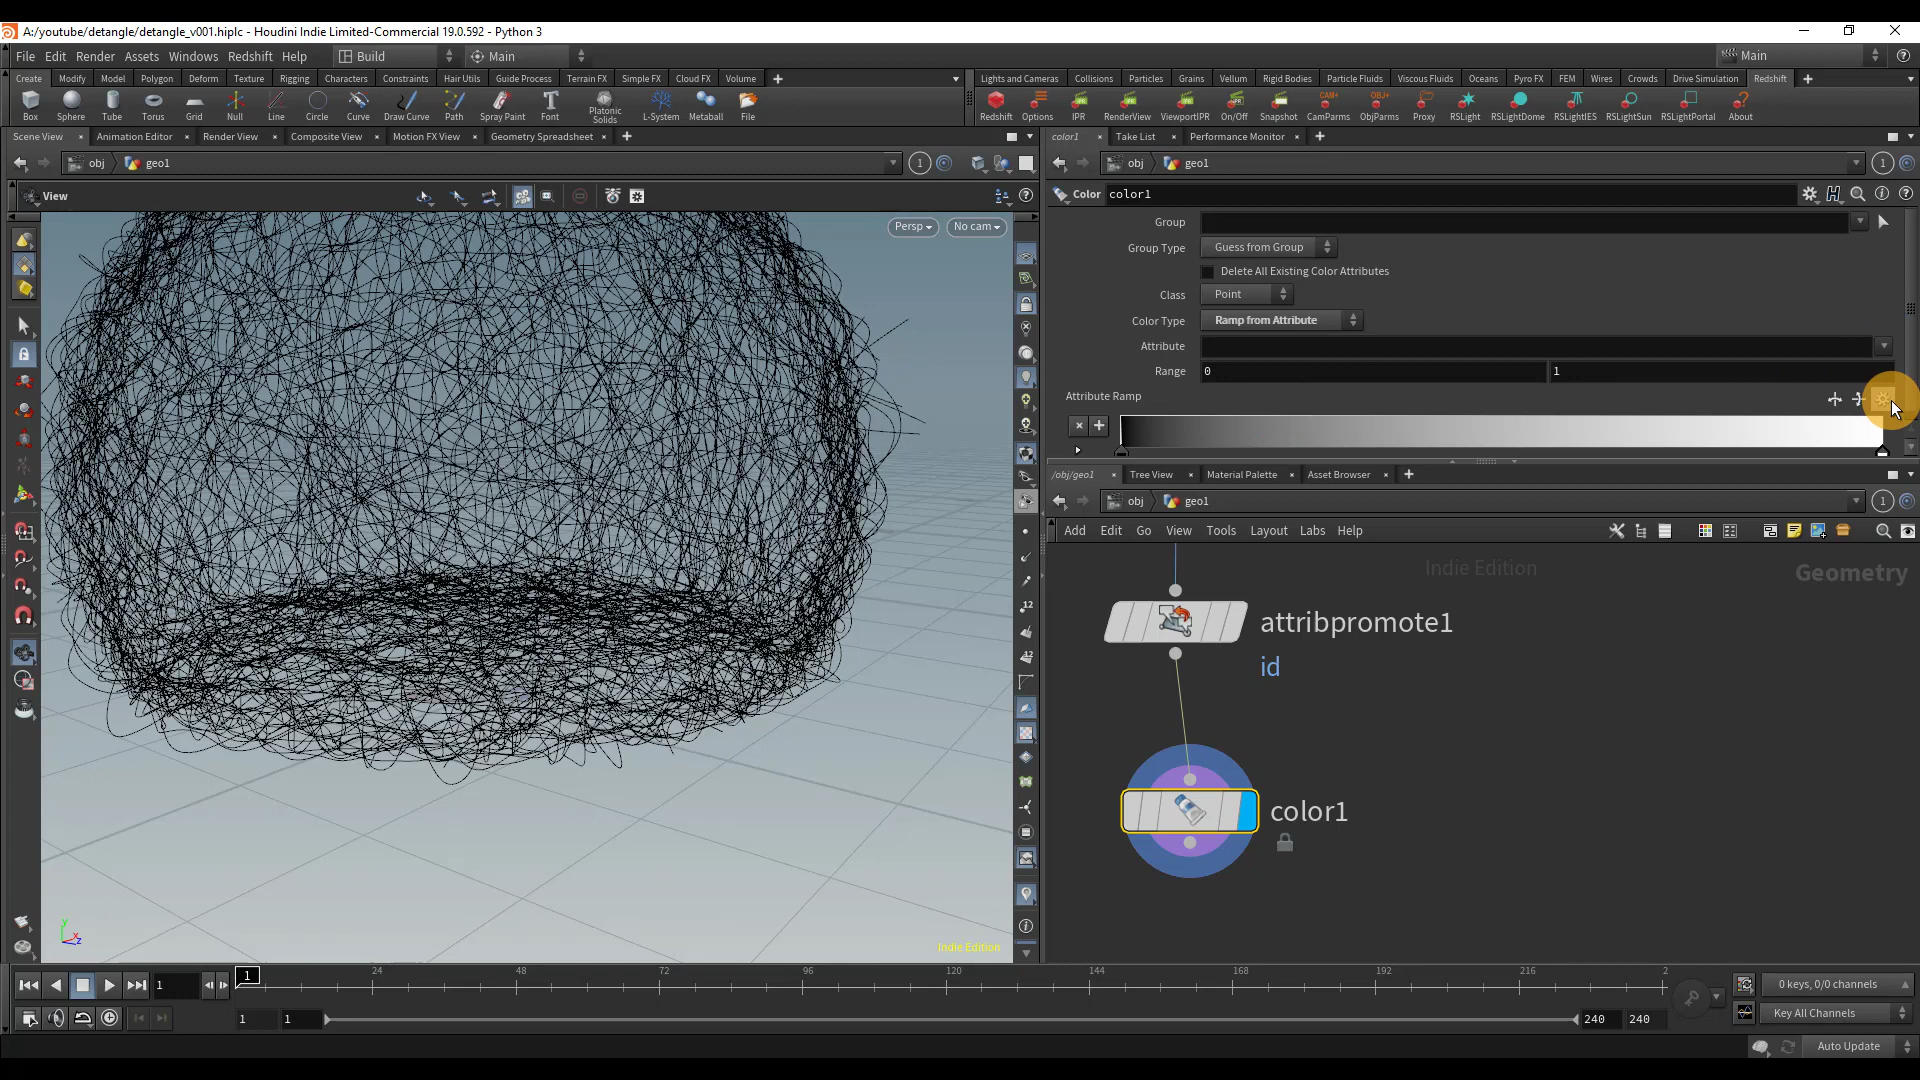 A:/youtube/detangle/detangle_v001.hiplc - Houdini Indie Limited-Commercial 19.0.592 - Python 3
File Edit Render Assets Windows Redshift Help Build Main Main
Create Modify Model Polygon Deform Texture Rigging Characters Constraints Hair Utils Guide Process Terrain FX Simple FX Cloud FX Volume
Lights and Cameras Collisions Particles Grains Vellum Rigid Bodies Particle Fluids Viscous Fluids Oceans Pyro FX FEM Wires Crowds Drive Simulation Redshift
Box Sphere Tube Torus Grid Null Line Circle Curve Draw Curve Path Spray Paint Font Platonic Solids L-System Metaball File
Redshift Options IPR RenderView ViewportIPR On/Off Snapshot CamParms ObjParms Proxy RSLight RSLightDome RSLightIES RSLightSun RSLightPortal About
Scene View Animation Editor Render View Composite View Motion FX View Geometry Spreadsheet
color1 Take List Performance Monitor
obj geo1 1
obj geo1 1
View
Color color1
Persp No cam
Group
Group Type Guess from Group
Delete All Existing Color Attributes
Class Point
Color Type Ramp from Attribute
Attribute
Range 0 1
Attribute Ramp
/obj/geo1 Tree View Material Palette Asset Browser
obj geo1 1
Add Edit Go View Tools Layout Labs Help
Indie Edition
Geometry
attribpromote1
id
color1
Indie Edition
1 1 24 48 72 96 120 144 168 192 216 2
0 keys, 0/0 channels
1 1 240 240
Key All Channels
Auto Update